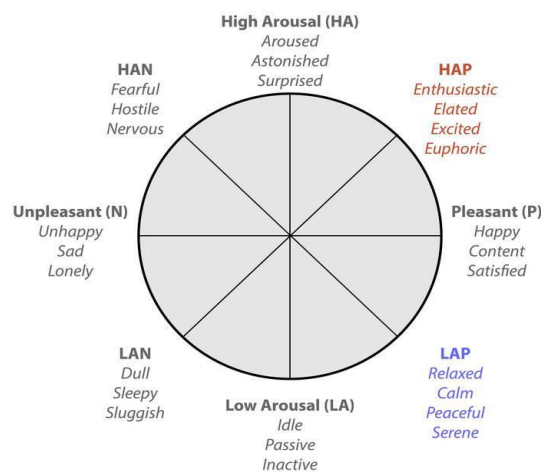 High Arousal (HA)
Aroused
Astonished
Surprised
HAN
Fearful
Hostile
Nervous
HAP
Enthusiastic
Elated
Excited
Euphoric
Unpleasant (N)
Unhappy
Sad
Lonely
Pleasant (P)
Happy
Content
Satisfied
LAN
Dull
Sleepy
Sluggish
LAP
Relaxed
Calm
Peaceful
Serene
Low Arousal (LA)
Idle
Passive
Inactive